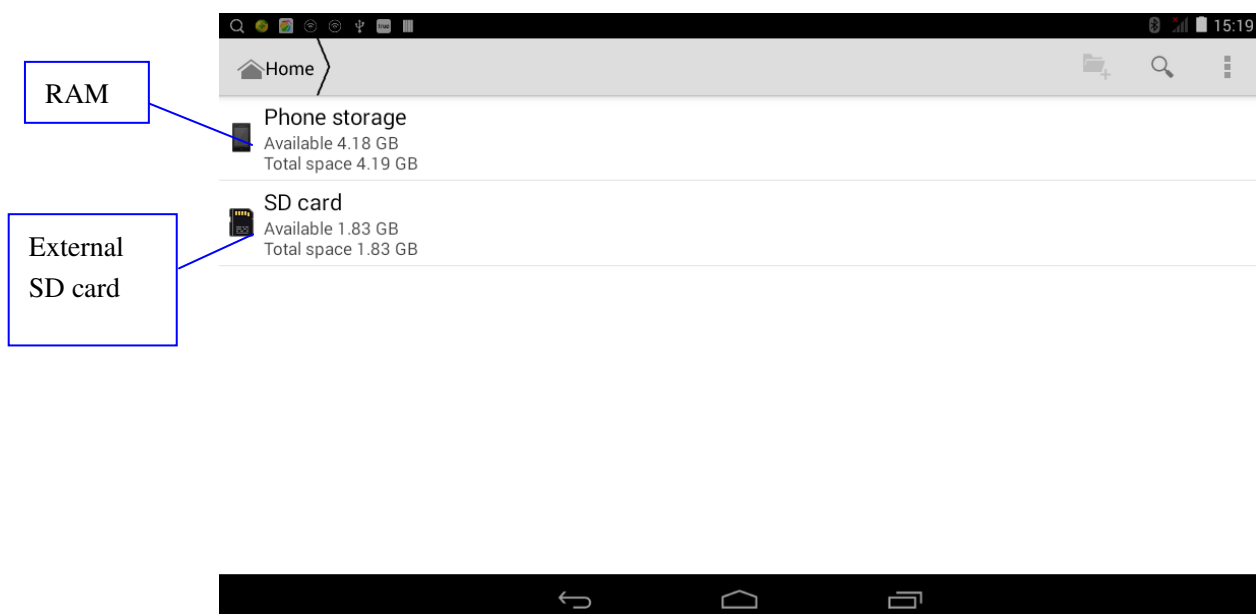 15:19
Home
RAM
Phone storage
Available 4.18 GB
Total space 4.19 GB
SD card
Available 1.83 GB
Total space 1.83 GB
External
SD card